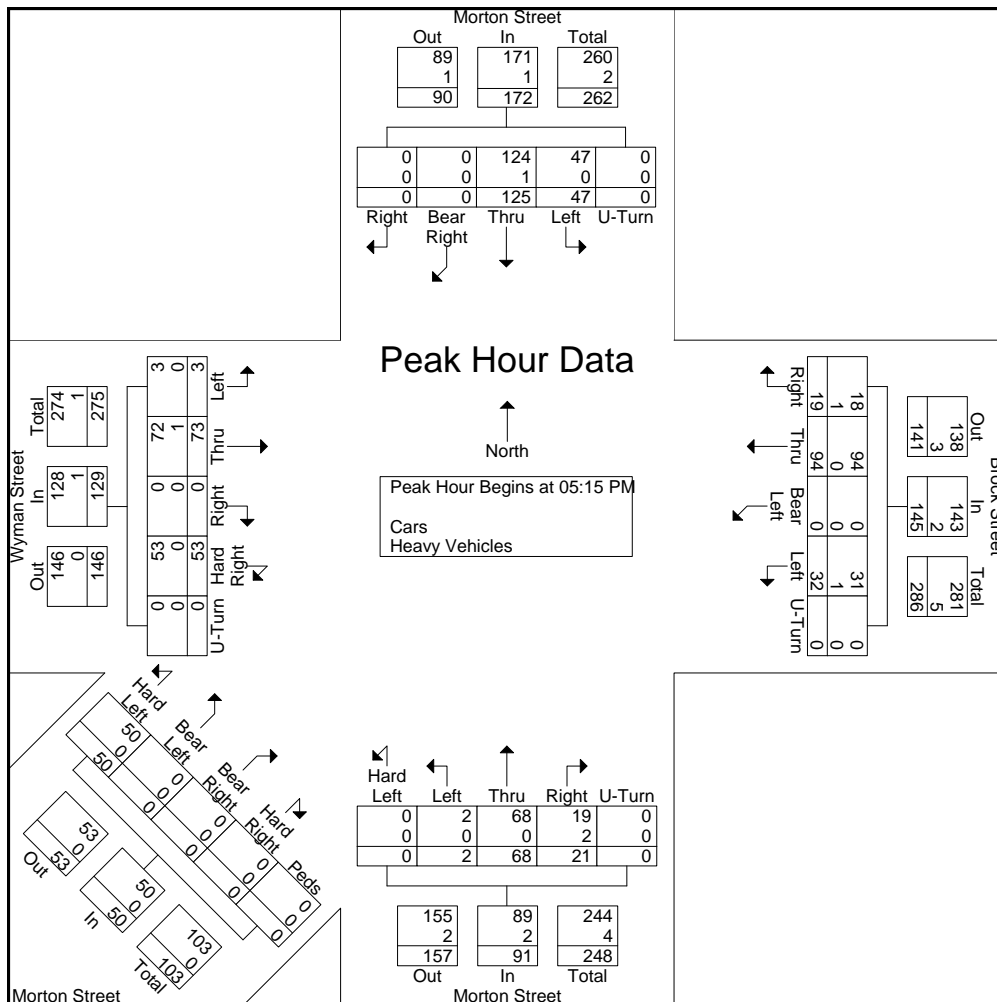 Morton Street
Out In Total
89 171 260
1 1 2
90 172 262
0 0 124 47 0
0 0 1 0 0
0 0 125 47 0
Right Bear Right Thru Left U-Turn
Peak Hour Data
North
Peak Hour Begins at 05:15 PM
Cars
Heavy Vehicles
Wyman Street
Total In Out
274 128 146
1 1 0
275 129 146
3 72 0 53 0
0 1 0 0 0
3 73 0 53 0
Left Thru Right Hard Right U-Turn
Brock Street
Out In Total
138 143 281
3 2 5
141 145 286
18 94 0 31 0
1 0 0 1 0
19 94 0 32 0
Right Thru Bear Left Left U-Turn
Hard Left Bear Left Bear Right Hard Right Peds
50 0 0 0 0
0 0 0 0 0
50 0 0 0 0
53 50 103
0 0 0
53 50 103
Out In Total
Morton Street
Hard Left Left Thru Right U-Turn
0 2 68 19 0
0 0 0 2 0
0 2 68 21 0
155 89 244
2 2 4
157 91 248
Out In Total
Morton Street